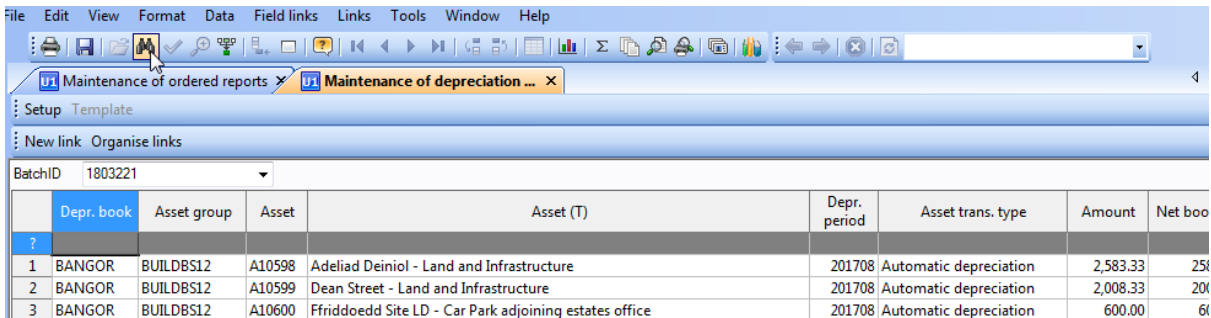 File Edit View Format Data Field links Links Tools Window Help
U1 Maintenance of ordered reports U1 Maintenance of depreciation ...
Setup Template
New link Organise links
BatchID 1803221
Depr. book Asset group Asset Asset (T) Depr. period Asset trans. type Amount Net boo
?
1 BANGOR BUILDBS12 A10598 Adeliad Deiniol - Land and Infrastructure 201708 Automatic depreciation 2,583.33 258
2 BANGOR BUILDBS12 A10599 Dean Street - Land and Infrastructure 201708 Automatic depreciation 2,008.33 200
3 BANGOR BUILDBS12 A10600 Ffriddoedd Site LD - Car Park adjoining estates office 201708 Automatic depreciation 600.00 60